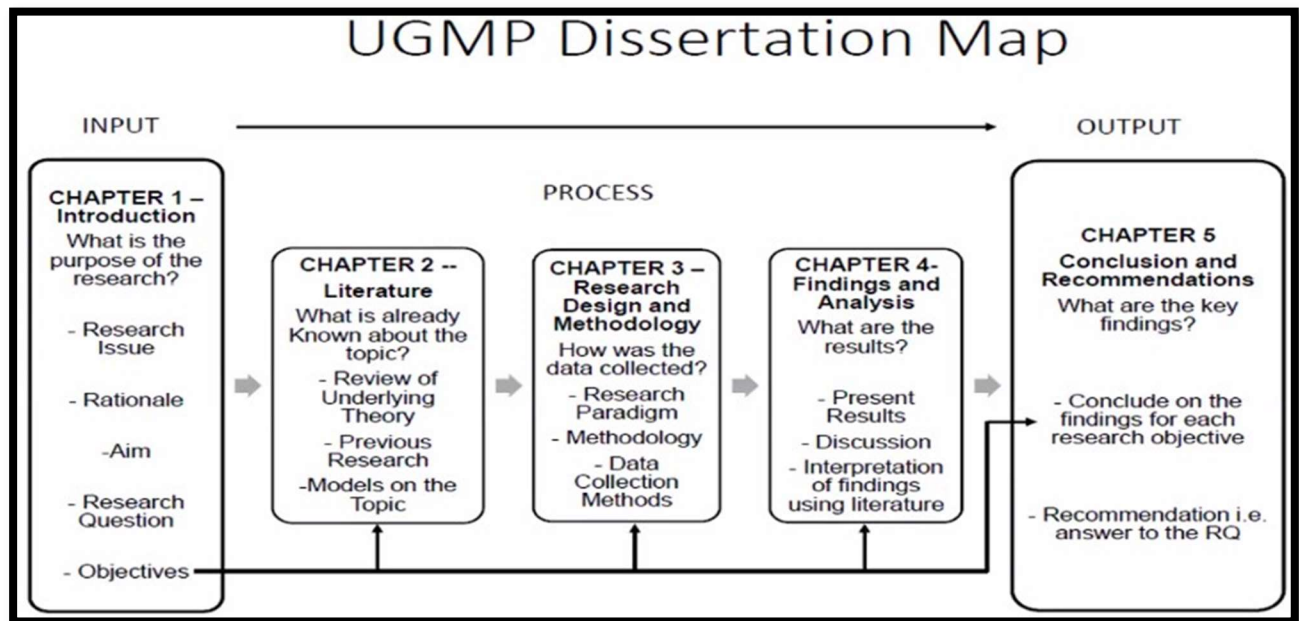 UGMP Dissertation Map
INPUT
OUTPUT
PROCESS
CHAPTER 1 –
Introduction
What is the
purpose of the
research?
- Research
Issue
- Rationale
-Aim
- Research
Question
- Objectives
CHAPTER 2 --
Literature
What is already
Known about the
topic?
- Review of
Underlying
Theory
- Previous
Research
-Models on the
Topic
CHAPTER 3 –
Research
Design and
Methodology
How was the
data collected?
- Research
Paradigm
- Methodology
- Data
Collection
Methods
CHAPTER 4-
Findings and
Analysis
What are the
results?
- Present
Results
- Discussion
- Interpretation
of findings
using literature
CHAPTER 5
Conclusion and
Recommendations
What are the key
findings?
- Conclude on the
findings for each
research objective
- Recommendation i.e.
answer to the RQ